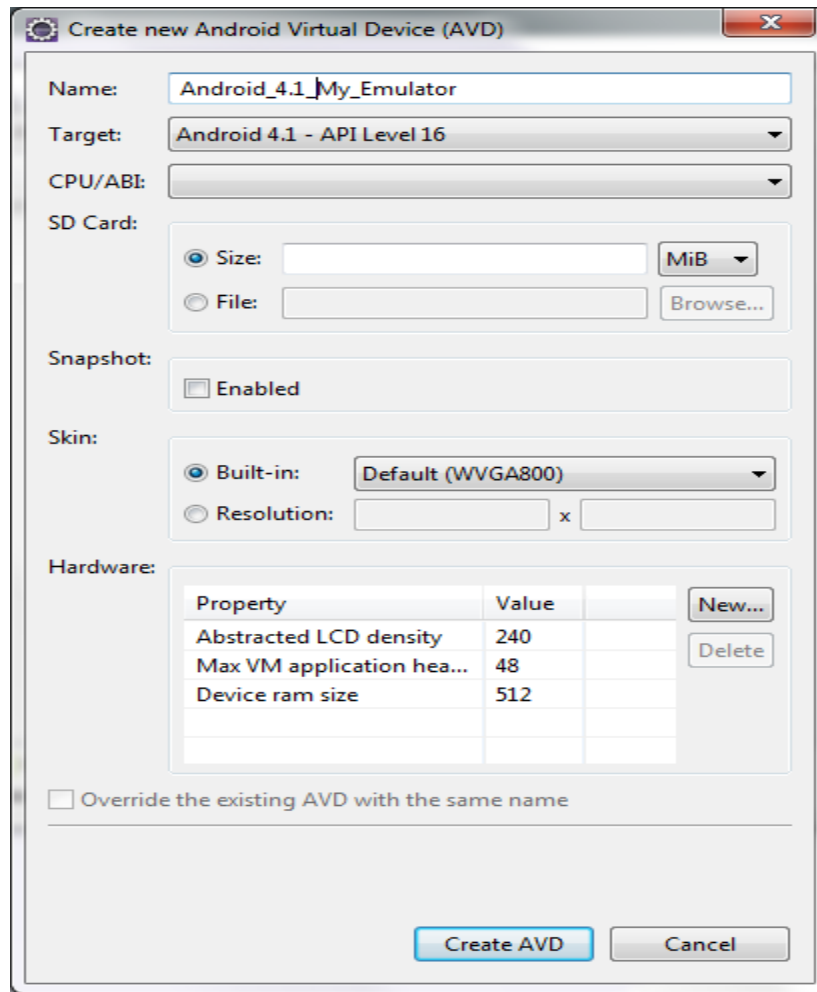 Create new Android Virtual Device (AVD)
Name: Android_4.1_My_Emulator
Target: Android 4.1 - API Level 16
CPU/ABI:
SD Card:
Size: MiB
File: Browse...
Snapshot:
Enabled
Skin:
Built-in: Default (WVGA800)
Resolution: x
Hardware:
Property Value New...
Abstracted LCD density 240
Delete
Max VM application hea... 48
Device ram size 512
Override the existing AVD with the same name
Create AVD Cancel